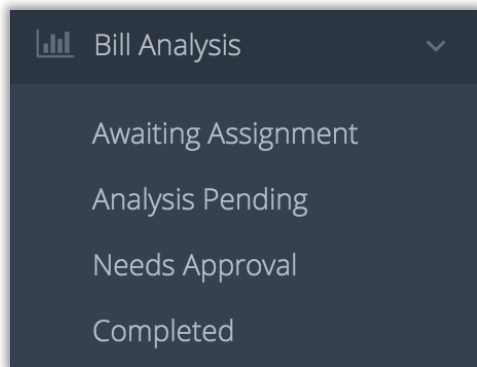 Bill Analysis
Awaiting Assignment
Analysis Pending
Needs Approval
Completed